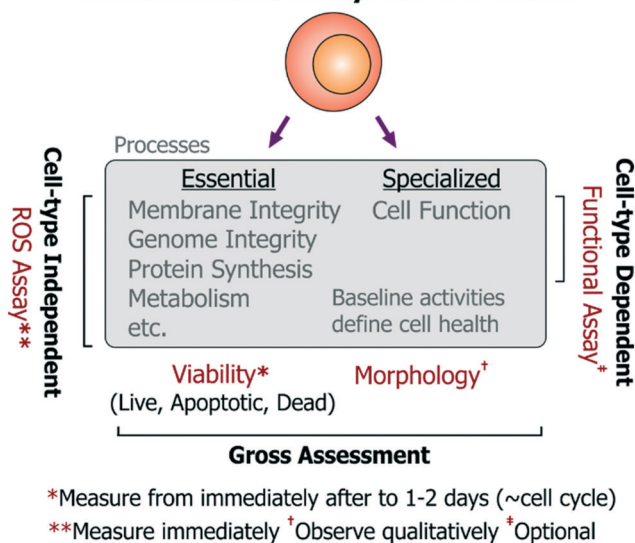 Processes
Essential
Specialized
Membrane Integrity
Cell Function
Genome Integrity
Protein Synthesis
Metabolism
Baseline activities
etc.
define cell health
Cell-type Independent
ROS Assay**
Cell-type Dependent
Functional Assay‡
Viability*
Morphology†
(Live, Apoptotic, Dead)
Gross Assessment
*Measure from immediately after to 1-2 days (~cell cycle)
**Measure immediately †Observe qualitatively ‡Optional